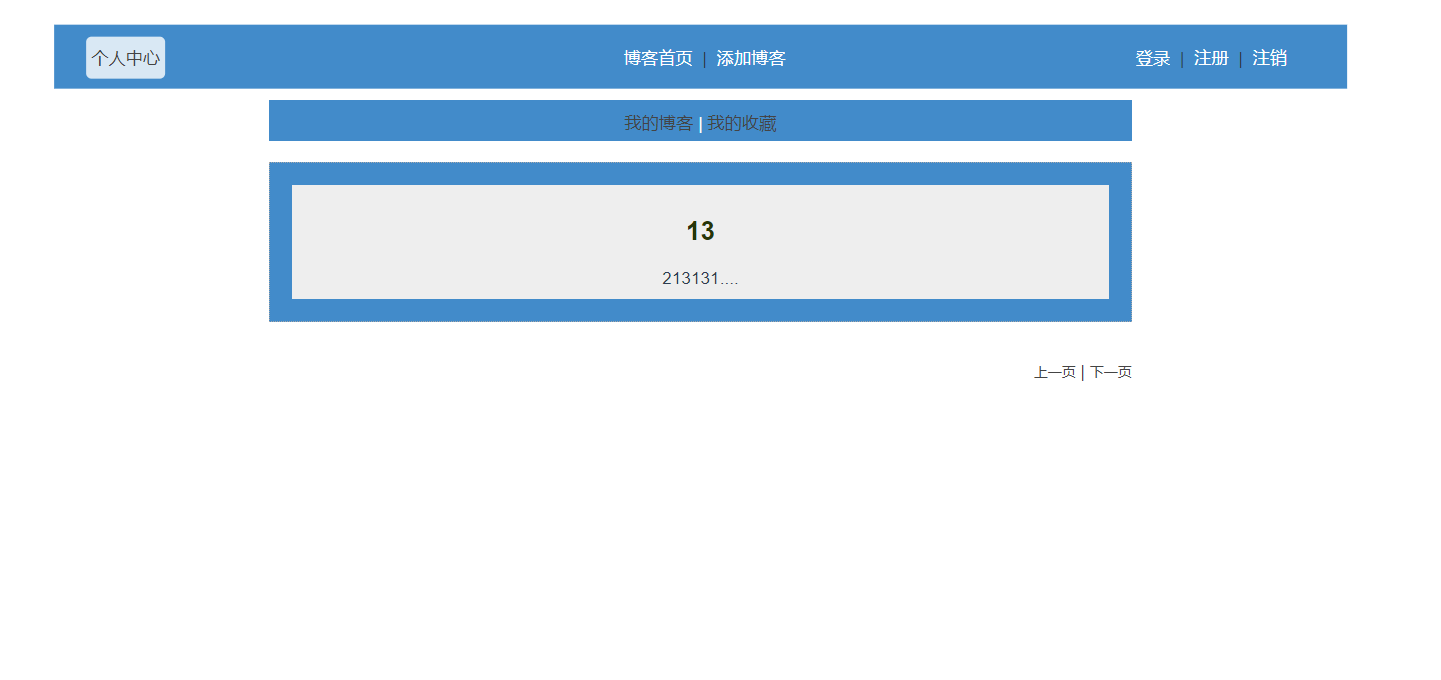 个人中心 博客首页 | 添加博客 登录 | 注册 | 注销
我的博客 | 我的收藏
13
213131....
上一页 | 下一页